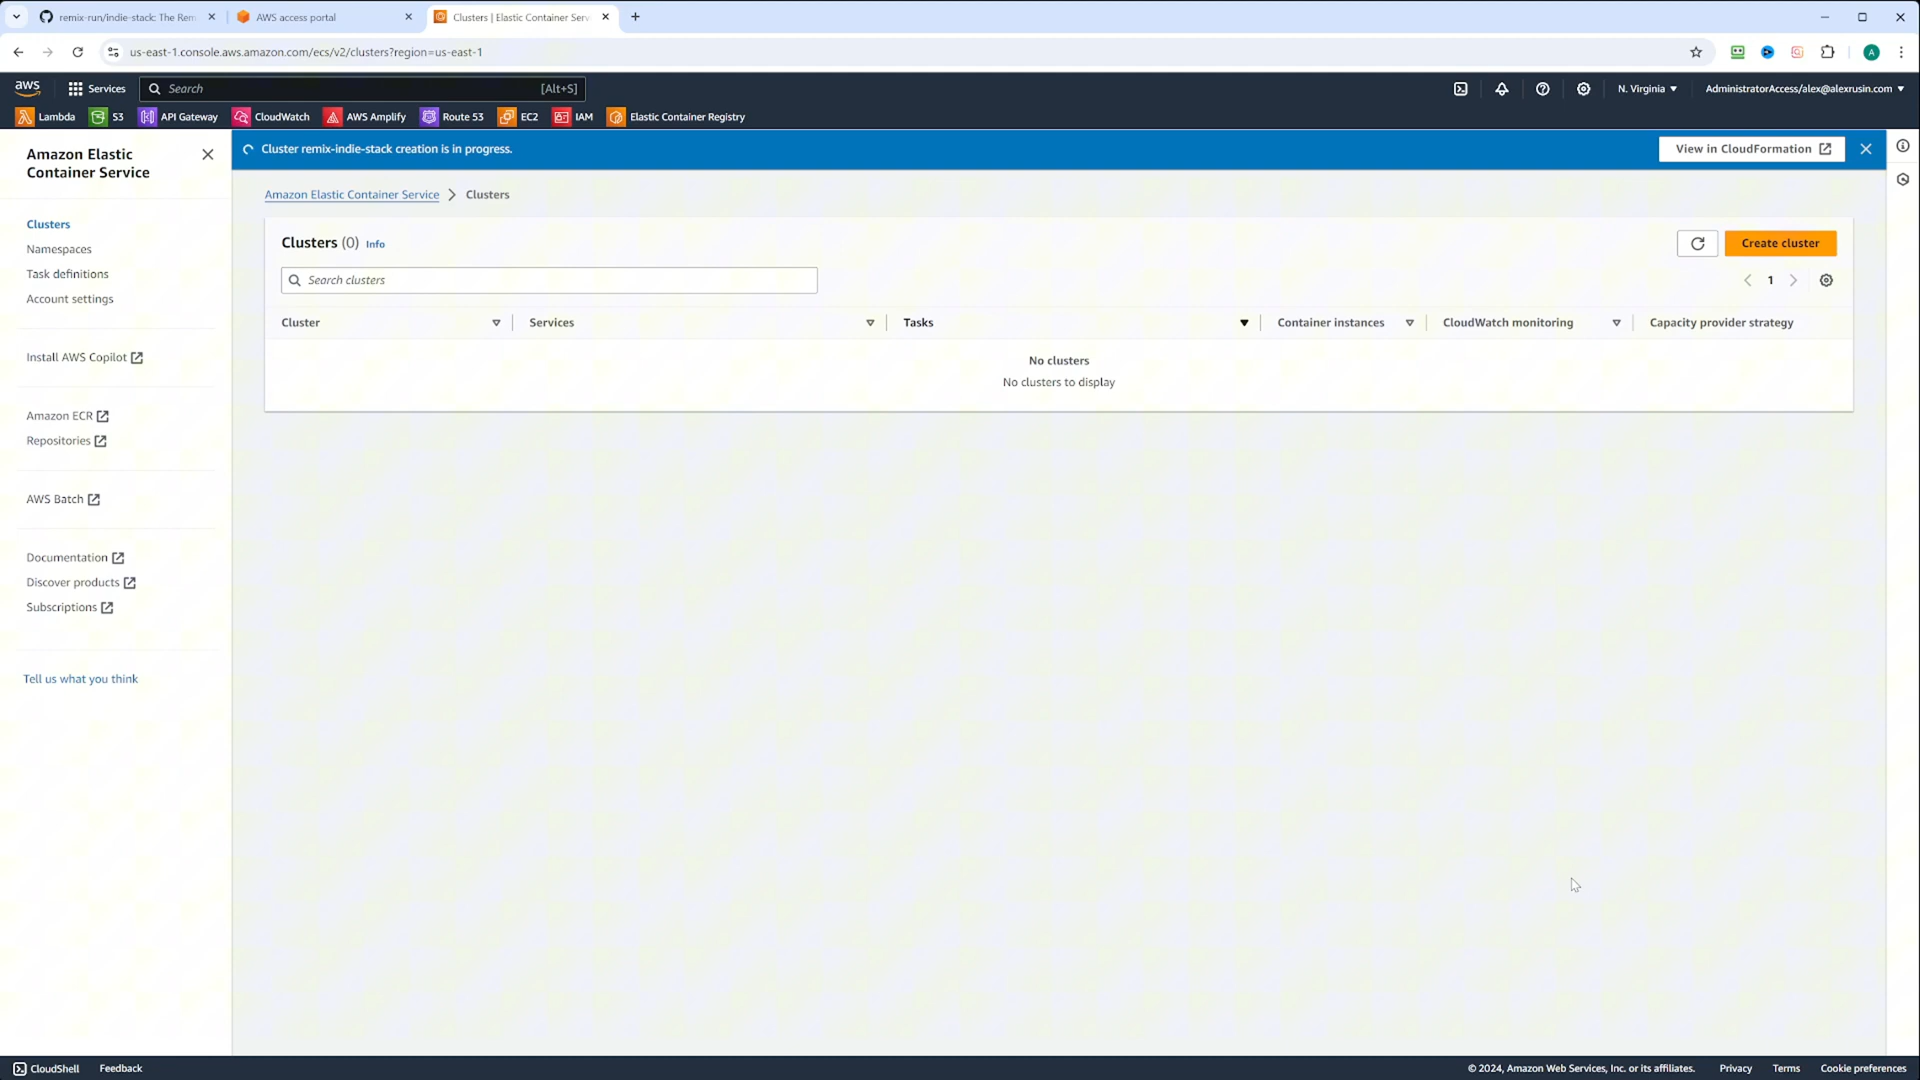 remix-run/indie-stack: The Rem
AWS access portal
Clusters | Elastic Container Serv
us-east-1.console.aws.amazon.com/ecs/v2/clusters?region=us-east-1
A
aws
Services
Search
[Alt+S]
N. Virginia
AdministratorAccess/alex@alexrusin.com
Lambda
S3
API Gateway
CloudWatch
AWS Amplify
Route 53
EC2
IAM
Elastic Container Registry
Amazon Elastic
Container Service
Clusters
Namespaces
Task definitions
Account settings
Install AWS Copilot
Amazon ECR
Repositories
AWS Batch
Documentation
Discover products
Subscriptions
Tell us what you think
Cluster remix-indie-stack creation is in progress.
View in CloudFormation
Amazon Elastic Container Service
Clusters
Clusters (0) Info
Create cluster
Search clusters
1
Cluster
Services
Tasks
Container instances
CloudWatch monitoring
Capacity provider strategy
No clusters
No clusters to display
CloudShell
Feedback
© 2024, Amazon Web Services, Inc. or its affiliates.
Privacy
Terms
Cookie preferences